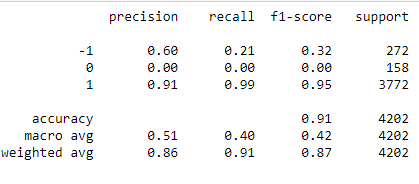 precision recall f1-score support
-1 0.60 0.21 0.32 272
0 0.00 0.00 0.00 158
1 0.91 0.99 0.95 3772
accuracy 0.91 4202
macro avg 0.51 0.40 0.42 4202
weighted avg 0.86 0.91 0.87 4202